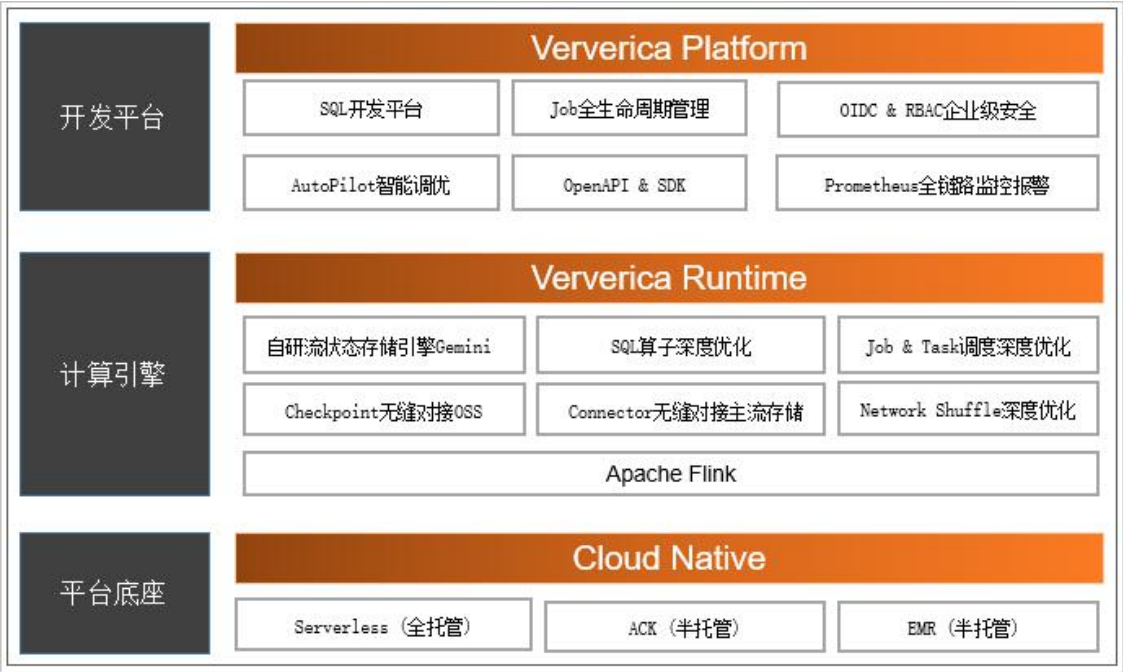 开发平台
Ververica Platform
SQL开发平台
Job全生命周期管理
OIDC & RBAC企业级安全
AutoPilot智能调优
OpenAPI & SDK
Prometheus全链路监控报警
计算引擎
Ververica Runtime
自研流状态存储引擎Gemini
SQL算子深度优化
Job & Task调度深度优化
Checkpoint无缝对接OSS
Connector无缝对接主流存储
Network Shuffle深度优化
Apache Flink
平台底座
Cloud Native
Serverless（全托管）
ACK（半托管）
EMR（半托管）